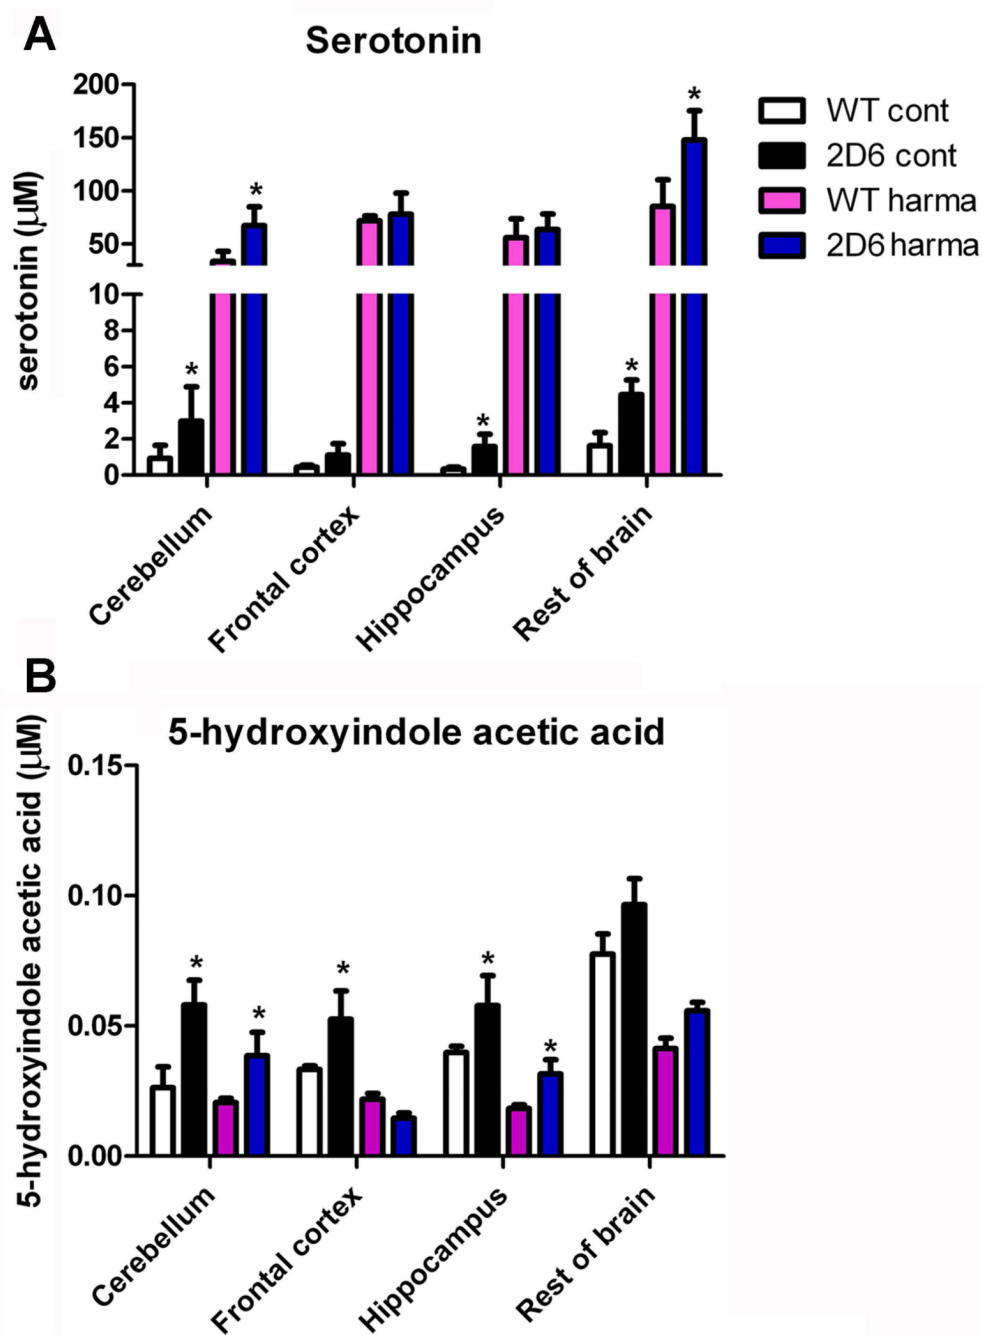 A
Serotonin
serotonin (μM)
200
150
100
50
10
8
6
4
2
0
*
*
*
*
*
*
WT cont
2D6 cont
WT harma
2D6 harma
Cerebellum
Frontal cortex
Hippocampus
Rest of brain
B
5-hydroxyindole acetic acid
5-hydroxyindole acetic acid (μM)
0.15
0.10
0.05
0.00
*
*
*
*
*
Cerebellum
Frontal cortex
Hippocampus
Rest of brain